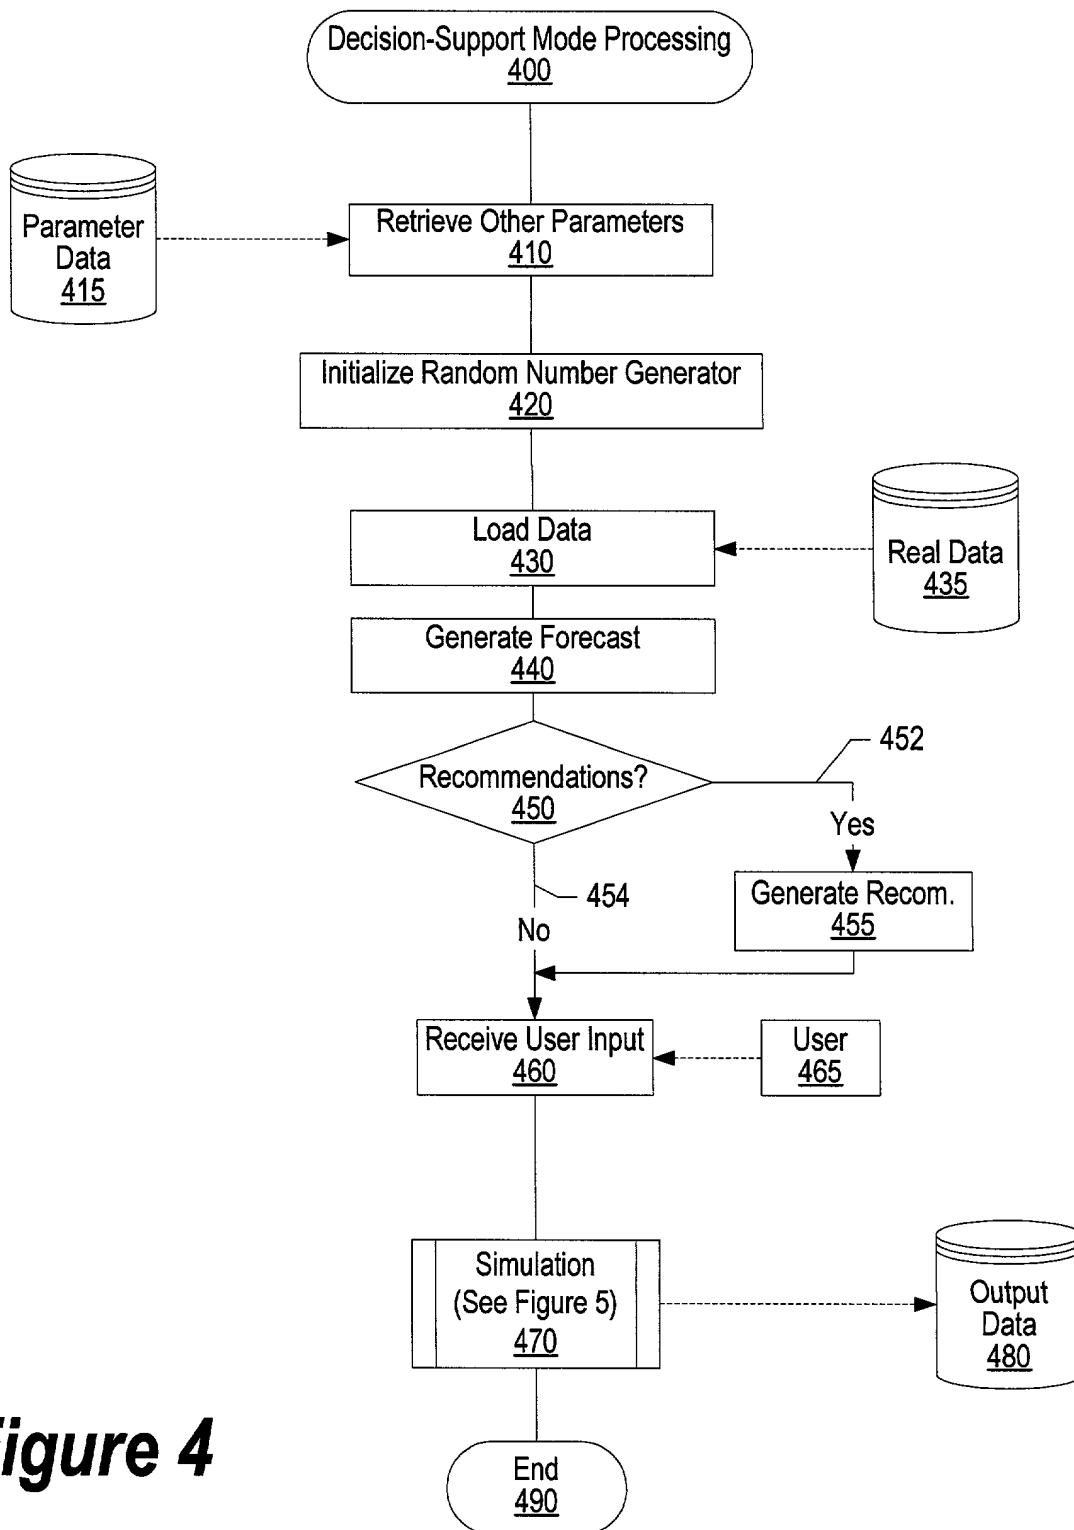 Decision-Support Mode Processing
400
Parameter
Data
415
Retrieve Other Parameters
410
Initialize Random Number Generator
420
Load Data
430
Real Data
435
Generate Forecast
440
Recommendations?
450
452
Yes
454
No
Generate Recom.
455
Receive User Input
460
User
465
Simulation
(See Figure 5)
470
Output
Data
480
End
490
Figure 4